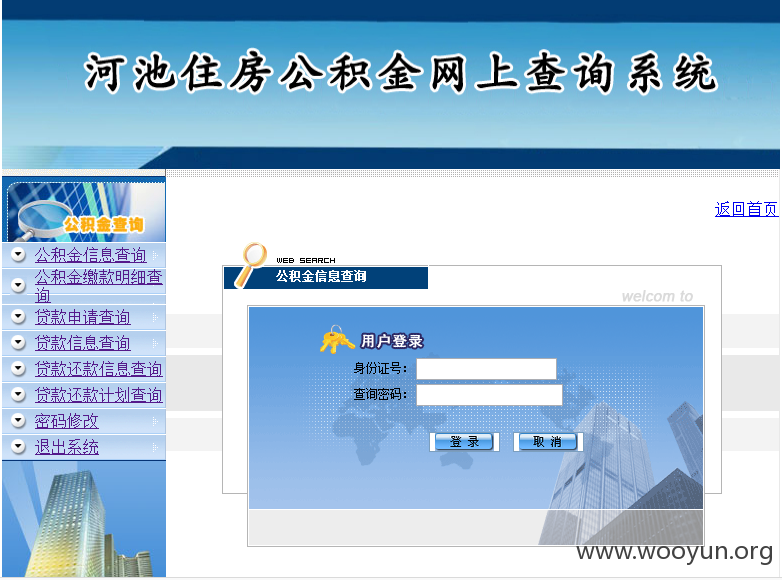 河池住房公积金网上查询系统
公积金查询
公积金信息查询
公积金缴款明细查
询
贷款申请查询
贷款信息查询
贷款还款信息查询
贷款还款计划查询
密码修改
退出系统
返回首页
WEB SEARCH
公积金信息查询
welcom to
用户登录
身份证号：
查询密码：
登 录
取 消
www.wooyun.org